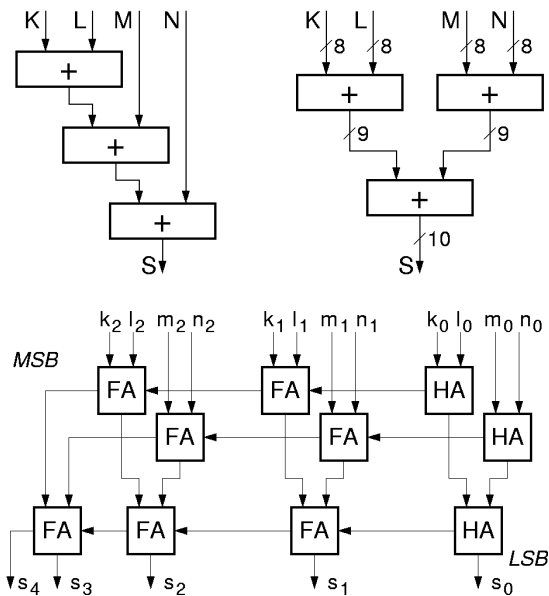 K L M N
+
+
+
S
K L M N
8 8 8 8
+ +
9 9
+
10
S
k2 l2 m2 n2 k1 l1 m1 n1 k0 l0 m0 n0
MSB
FA FA HA
FA FA HA
FA FA FA HA
LSB
s4 s3 s2 s1 s0